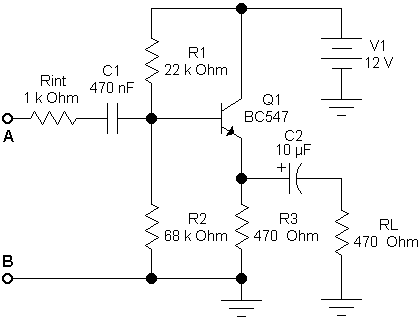 V1
12 V
R1
22 k Ohm
C1
470 nF
Rint
1 k Ohm
A
Q1
BC547
C2
+
10 µF
B
R2
68 k Ohm
R3
470 Ohm
RL
470 Ohm